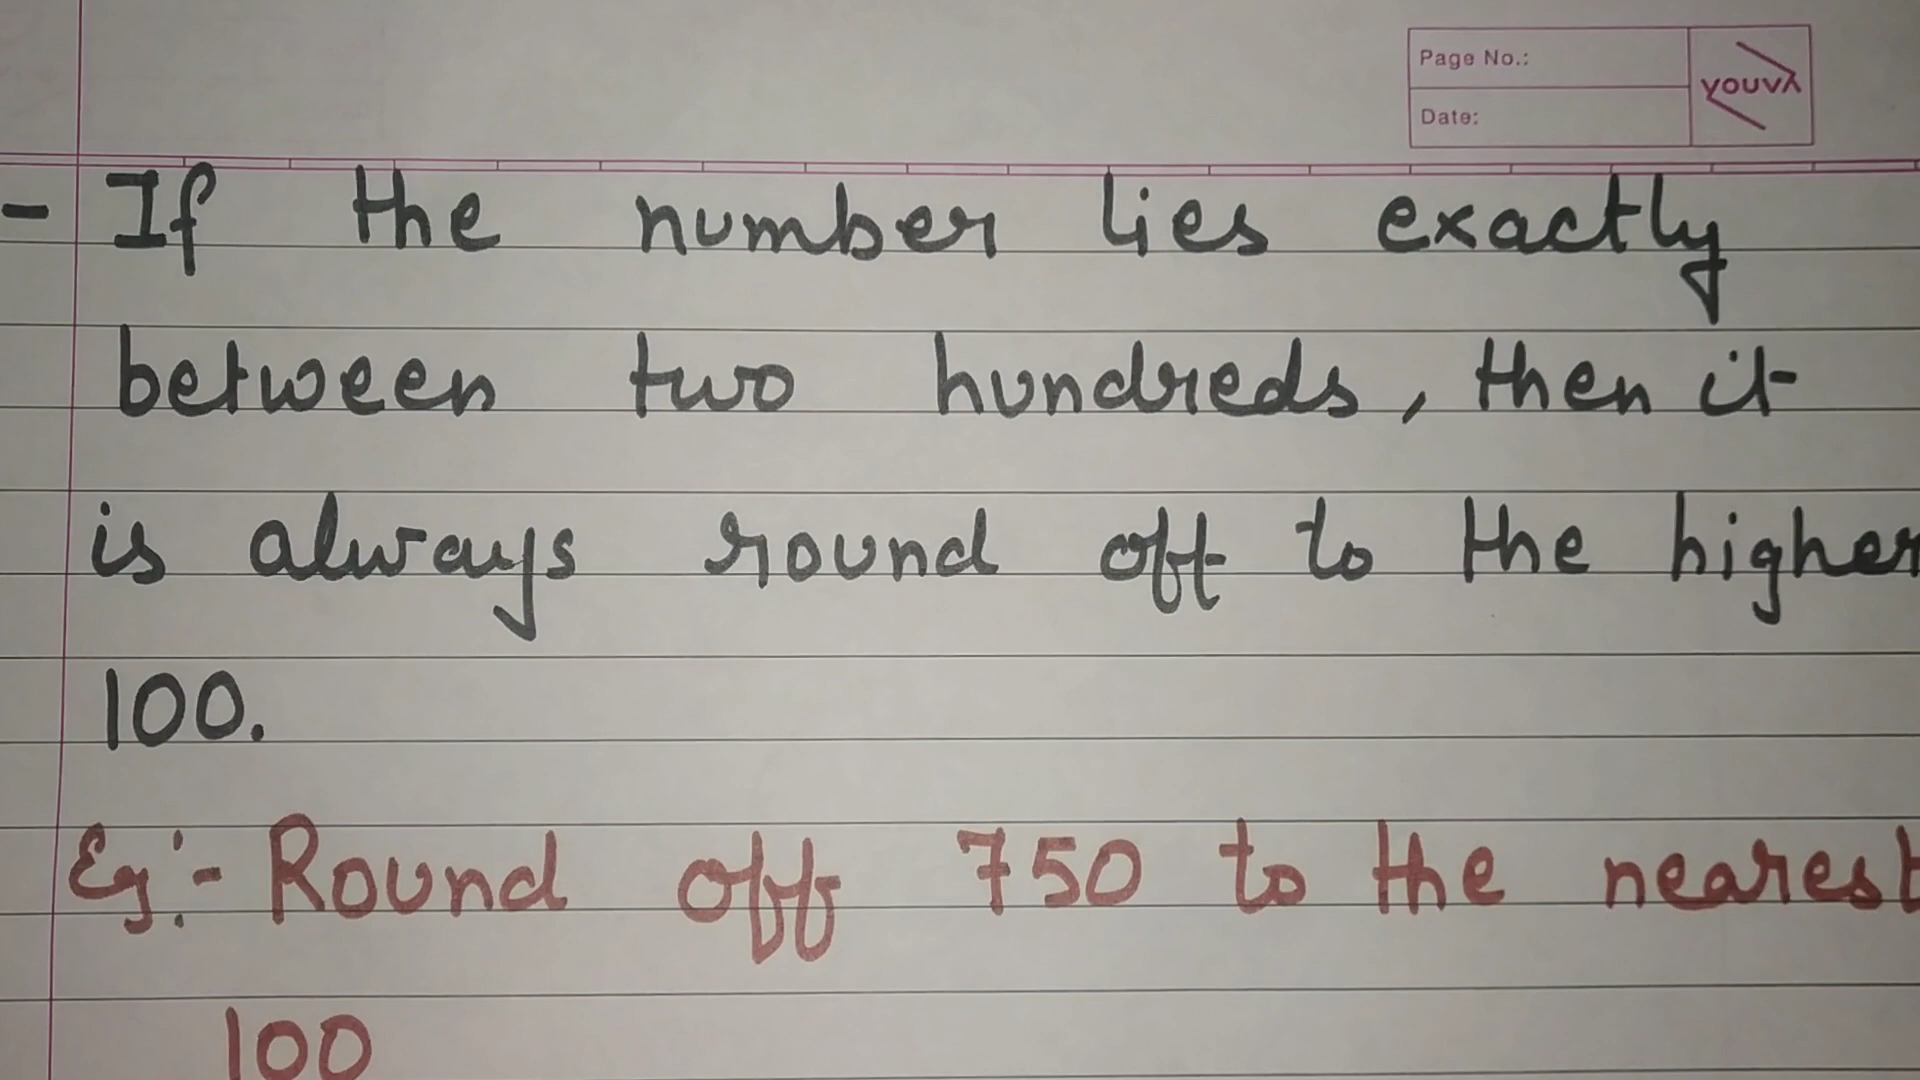 Page No.:
Date:
YOUVA
- If the number lies exactly
between two hundreds, then it
is always round off to the higher
100.
Eg:- Round off 750 to the nearest
100